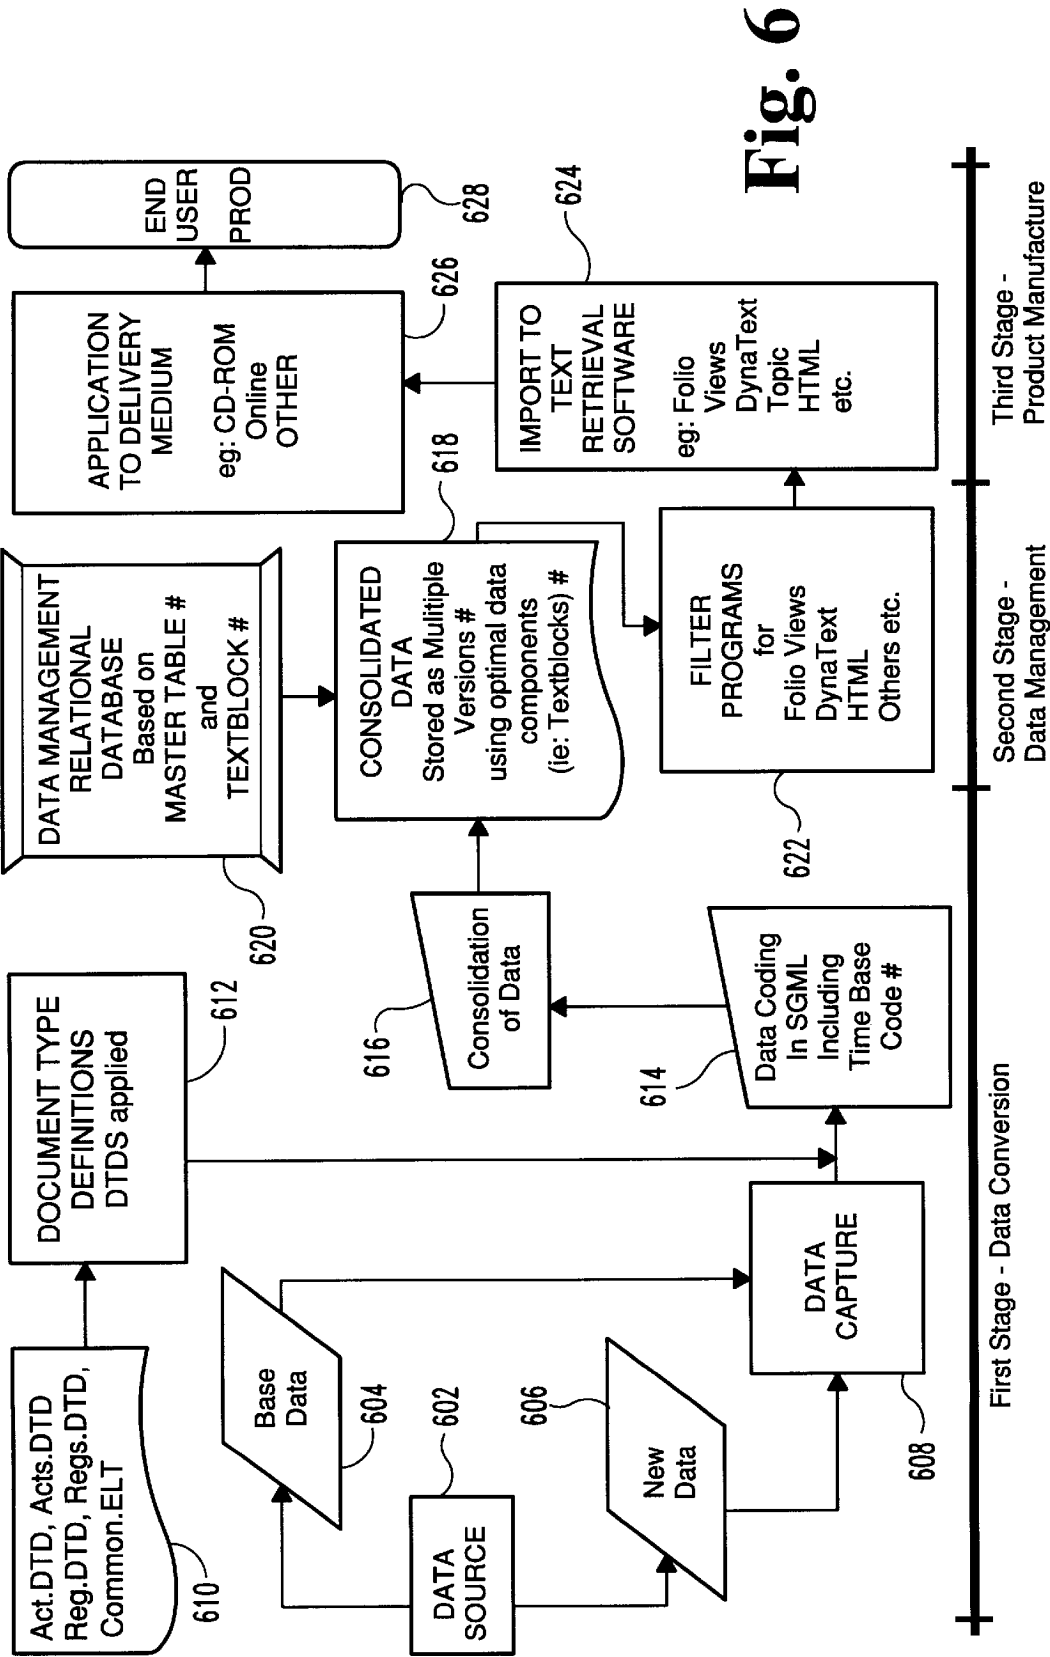 Act.DTD, Acts.DTD
Reg.DTD, Regs.DTD,
Common.ELT
610
DOCUMENT TYPE
DEFINITIONS
DTDS applied
612
DATA MANAGEMENT
RELATIONAL
DATABASE
Based on
MASTER TABLE #
and
TEXTBLOCK #
620
APPLICATION
TO DELIVERY
MEDIUM
eg: CD-ROM
Online
OTHER
626
END
USER
PROD
628
Base
Data
604
DATA
SOURCE
602
606
New
Data
DATA
CAPTURE
608
616
Consolidation
of Data
614
Data Coding
In SGML
Including
Time Base
Code #
CONSOLIDATED
DATA
Stored as Mulitiple
Versions #
using optimal data
components
(ie: Textblocks) #
618
FILTER
PROGRAMS
for
Folio Views
DynaText
HTML
Others etc.
622
IMPORT TO
TEXT
RETRIEVAL
SOFTWARE
eg: Folio
Views
DynaText
Topic
HTML
etc.
624
First Stage - Data Conversion
Second Stage -
Data Management
Third Stage -
Product Manufacture
Fig. 6